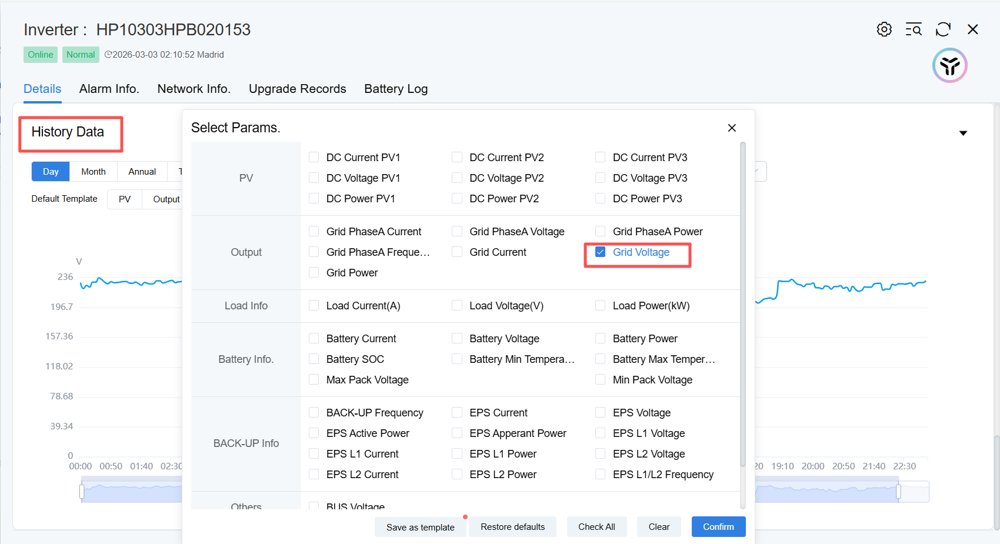 Inverter : HP10303HPB020153
Online Normal 2026-03-03 02:10:52 Madrid
Details Alarm Info. Network Info. Upgrade Records Battery Log
History Data
Day Month Annual
Default Template PV Output
V
236
196.7
157.36
118.02
78.68
39.34
0
00:00 00:50 01:40 02:30
Select Params.
PV
DC Current PV1 DC Current PV2 DC Current PV3
DC Voltage PV1 DC Voltage PV2 DC Voltage PV3
DC Power PV1 DC Power PV2 DC Power PV3
Output
Grid PhaseA Current Grid PhaseA Voltage Grid PhaseA Power
Grid PhaseA Freque… Grid Current Grid Voltage
Grid Power
Load Info
Load Current(A) Load Voltage(V) Load Power(kW)
Battery Info.
Battery Current Battery Voltage Battery Power
Battery SOC Battery Min Tempera… Battery Max Temper…
Max Pack Voltage Min Pack Voltage
BACK-UP Info
BACK-UP Frequency EPS Current EPS Voltage
EPS Active Power EPS Apperant Power EPS L1 Voltage
EPS L1 Current EPS L1 Power EPS L2 Voltage
EPS L2 Current EPS L2 Power EPS L1/L2 Frequency
Others BUS Voltage
Save as template Restore defaults Check All Clear Confirm
20 19:10 20:00 20:50 21:40 22:30